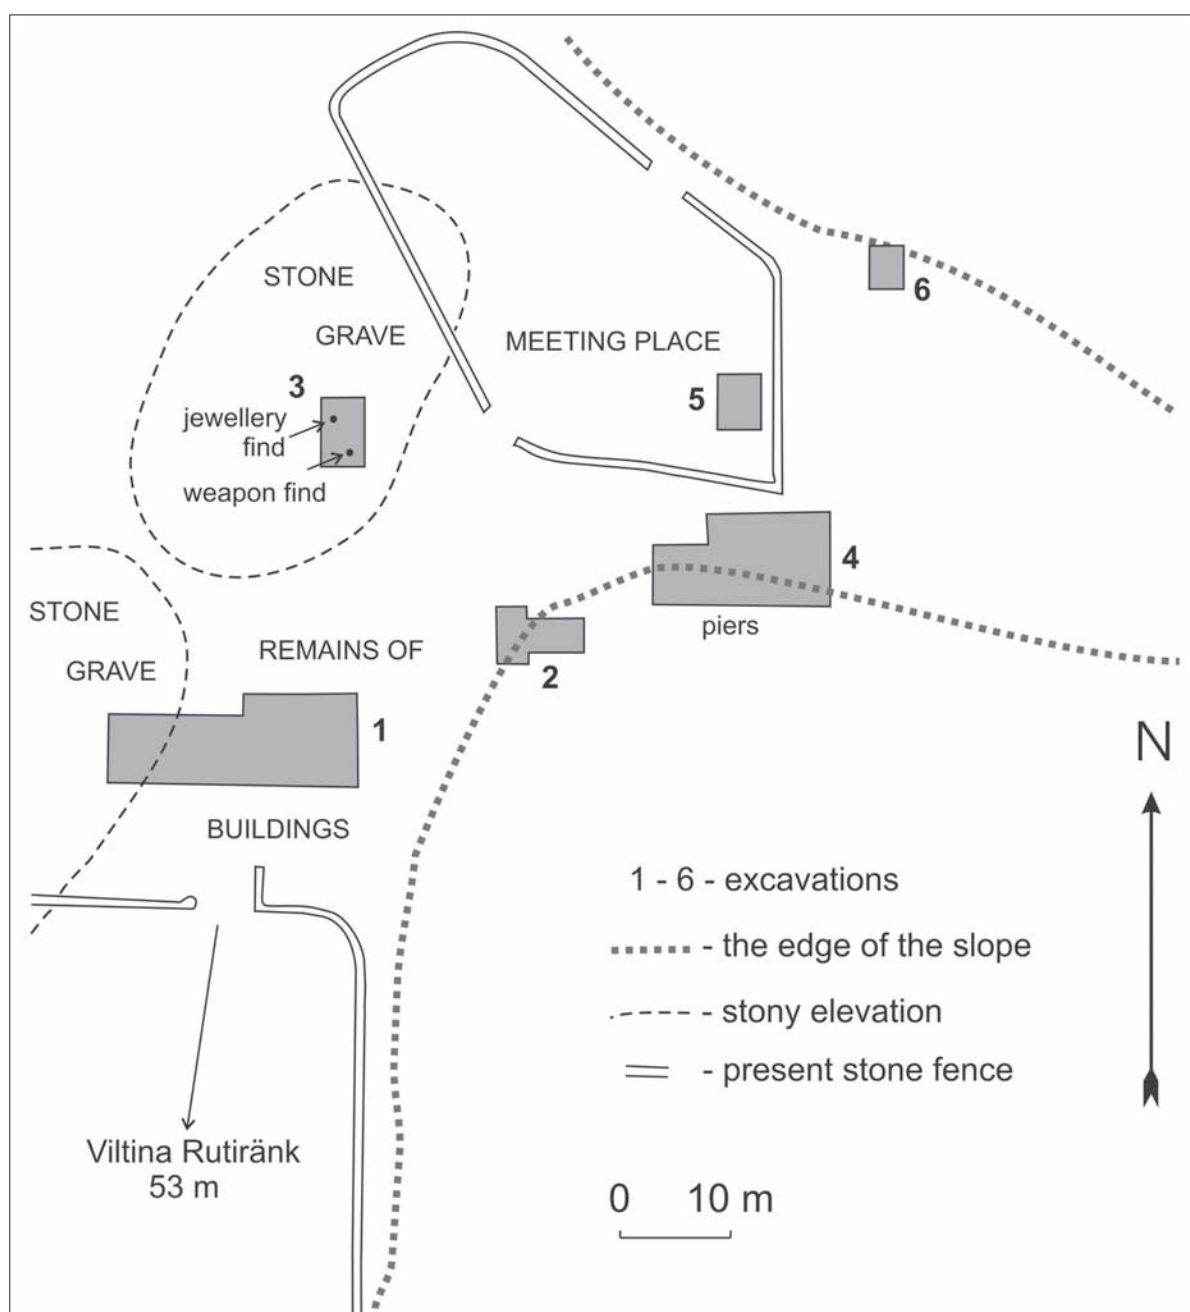 STONE
GRAVE
MEETING PLACE
6
3
5
jewellery
find
weapon find
4
STONE
GRAVE
REMAINS OF
piers
2
1
N
BUILDINGS
1 - 6 - excavations
- the edge of the slope
- stony elevation
- present stone fence
Viltina Rutiränk
53 m
0 10 m